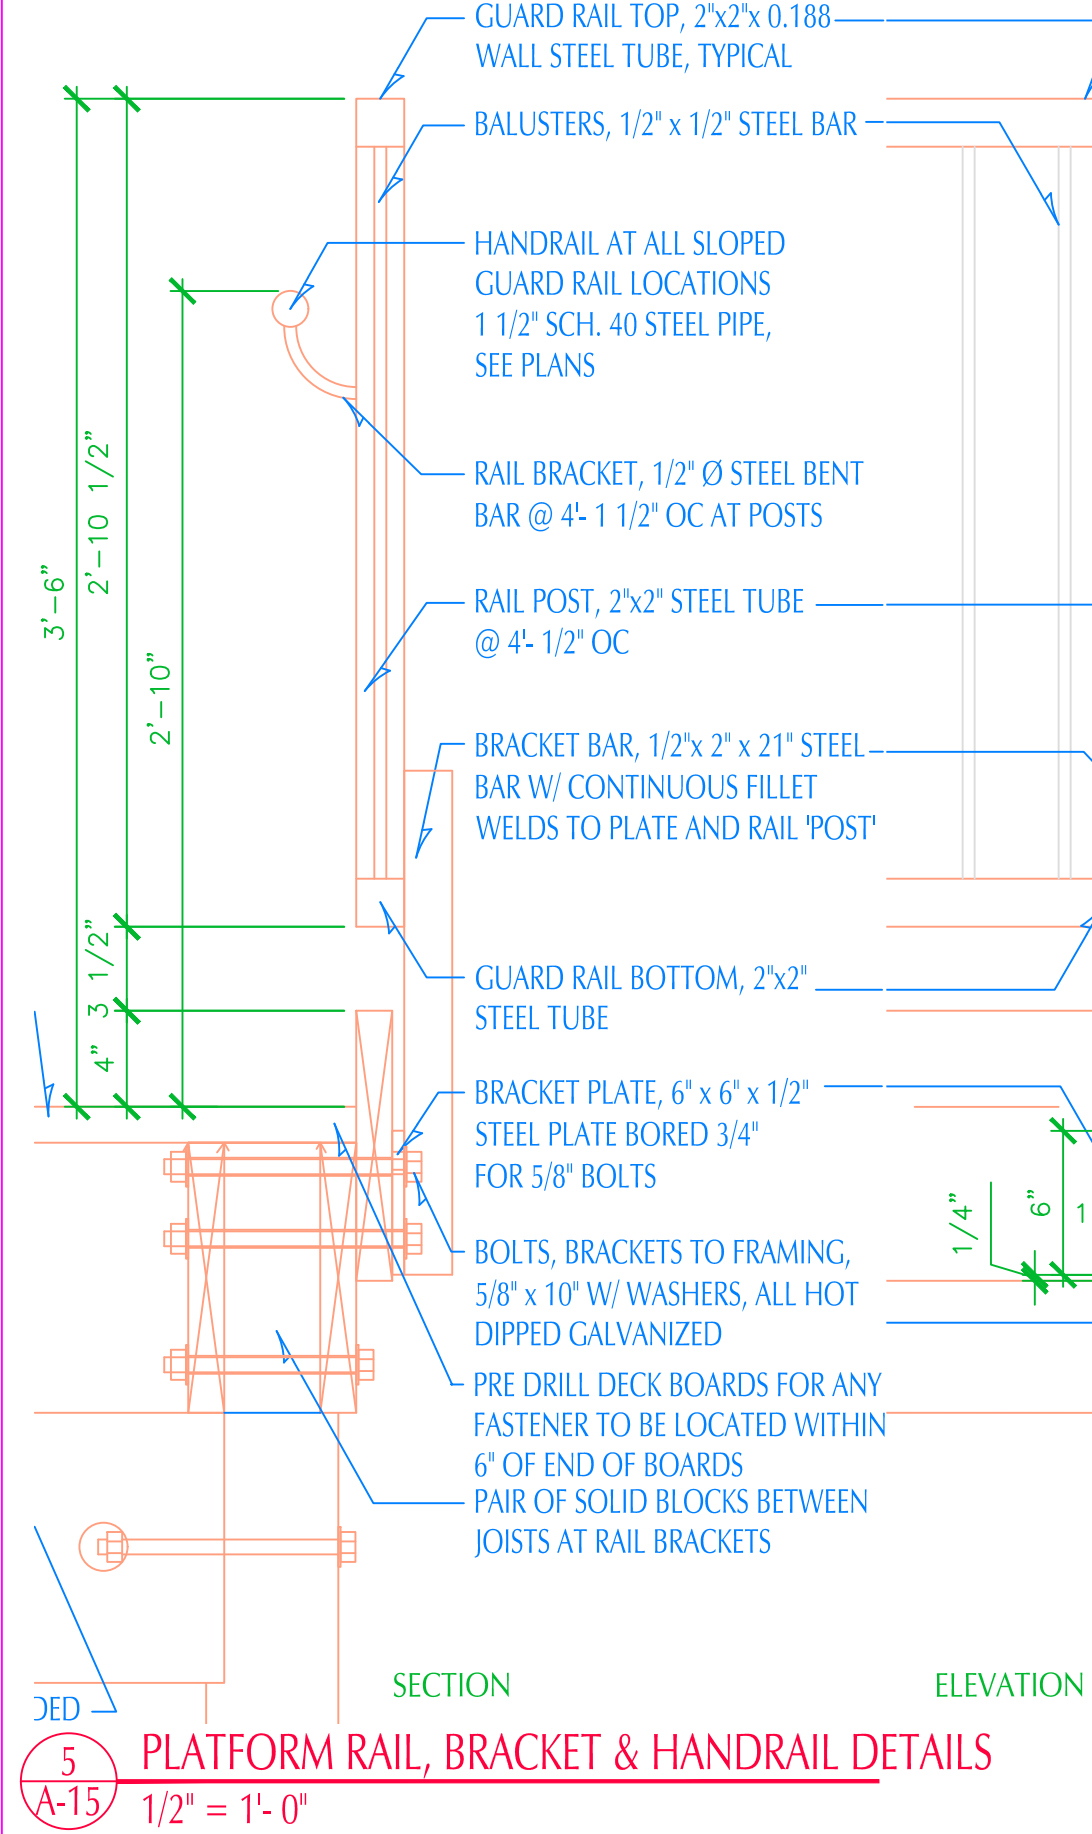 GUARD RAIL TOP, 2"x2"x 0.188
WALL STEEL TUBE, TYPICAL
BALUSTERS, 1/2" x 1/2" STEEL BAR
HANDRAIL AT ALL SLOPED
GUARD RAIL LOCATIONS
1 1/2" SCH. 40 STEEL PIPE,
SEE PLANS
RAIL BRACKET, 1/2" Ø STEEL BENT
BAR @ 4'- 1 1/2" OC AT POSTS
RAIL POST, 2"x2" STEEL TUBE
@ 4'- 1/2" OC
BRACKET BAR, 1/2"x 2" x 21" STEEL
BAR W/ CONTINUOUS FILLET
WELDS TO PLATE AND RAIL 'POST'
GUARD RAIL BOTTOM, 2"x2"
STEEL TUBE
BRACKET PLATE, 6" x 6" x 1/2"
STEEL PLATE BORED 3/4"
FOR 5/8" BOLTS
BOLTS, BRACKETS TO FRAMING,
5/8" x 10" W/ WASHERS, ALL HOT
DIPPED GALVANIZED
PRE DRILL DECK BOARDS FOR ANY
FASTENER TO BE LOCATED WITHIN
6" OF END OF BOARDS
PAIR OF SOLID BLOCKS BETWEEN
JOISTS AT RAIL BRACKETS
3'-6"
2'-10 1/2"
2'-10"
3 1/2"
4"
1/4"
6"
1
SECTION
ELEVATION
DED
5
A-15
PLATFORM RAIL, BRACKET & HANDRAIL DETAILS
1/2" = 1'- 0"